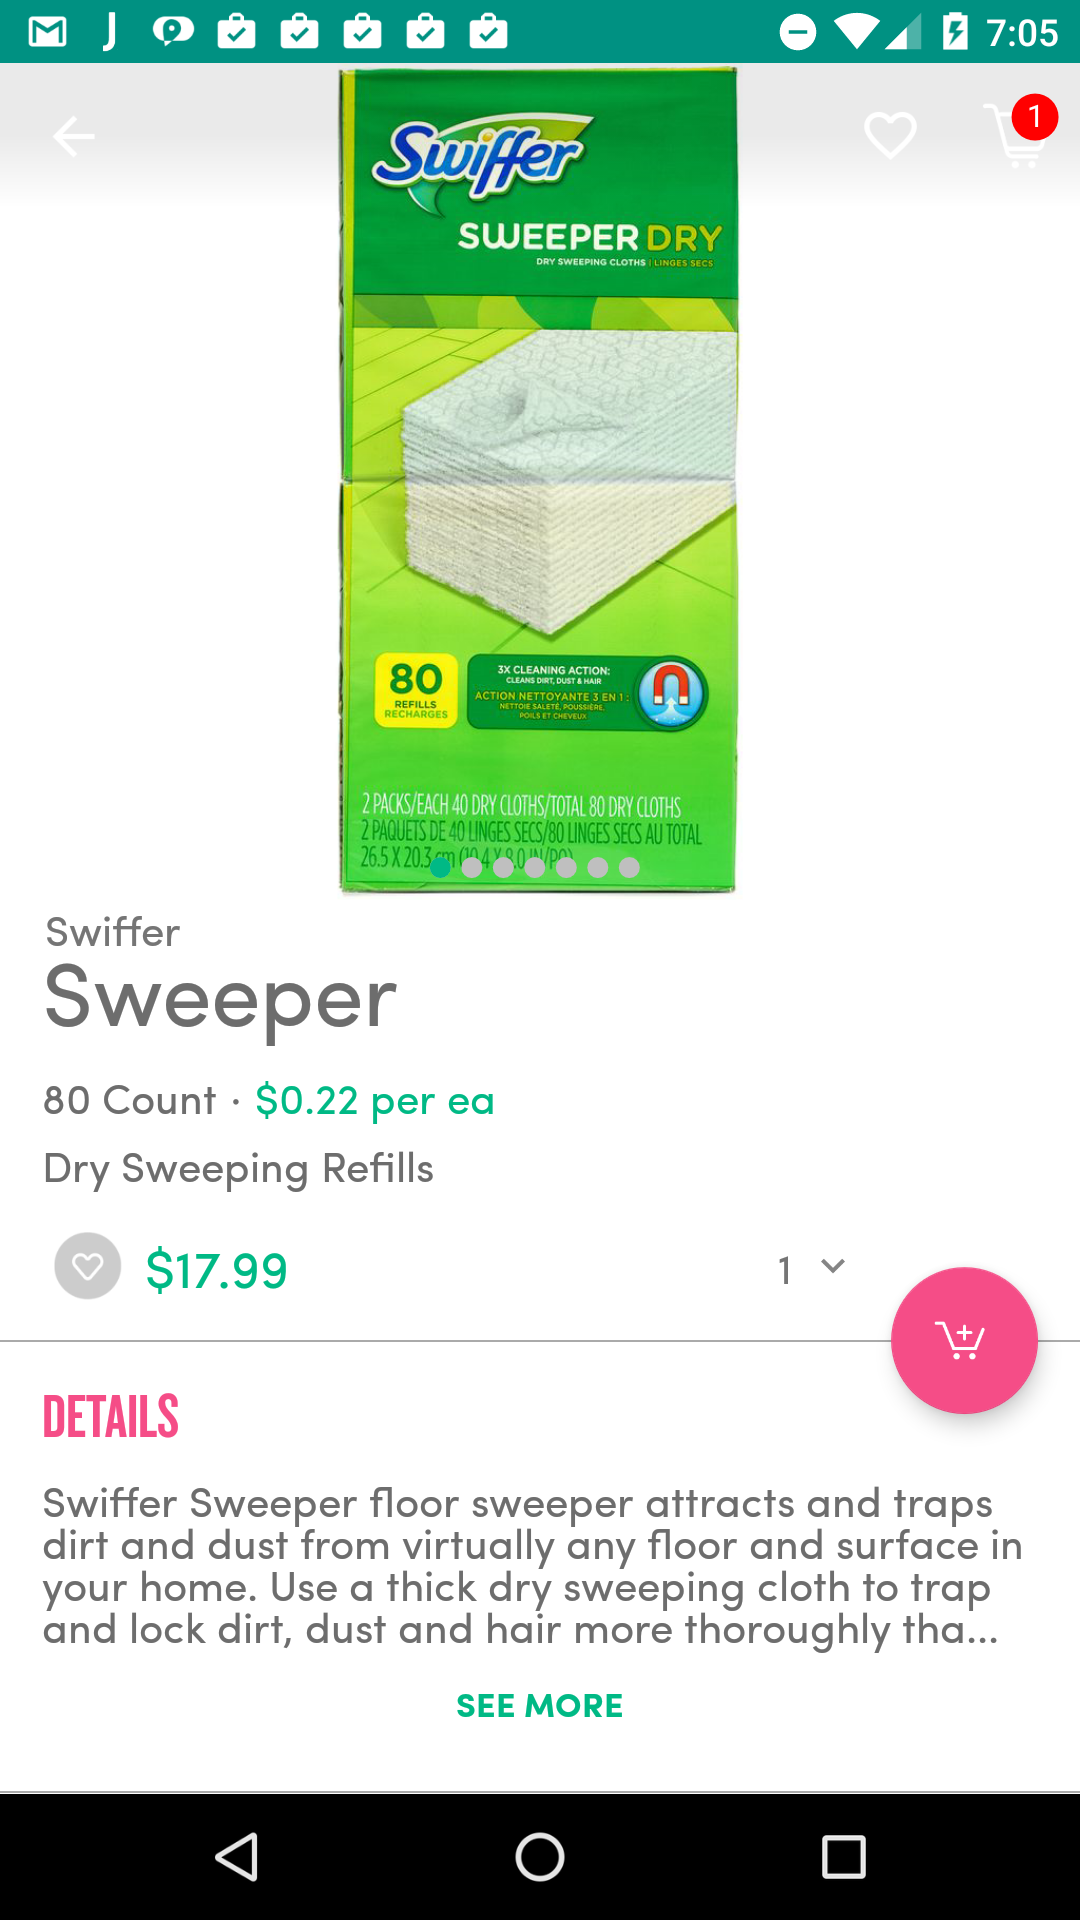 7:05
1
Swiffer
SWEEPER DRY
DRY SWEEPING CLOTHS | LINGES SECS
80
REFILLS
RECHARGES
3X CLEANING ACTION:
CLEANS DIRT, DUST & HAIR
ACTION NETTOYANTE 3 EN 1 :
NETTOIE SALETÉ, POUSSIÈRE,
POILS ET CHEVEUX
2 PACKS/EACH 40 DRY CLOTHS/TOTAL 80 DRY CLOTHS
2 PAQUETS DE 40 LINGES SECS/80 LINGES SECS AU TOTAL
26.5 X 20.3 cm (10.4 X 8.0 IN/PO)
Swiffer
Sweeper
80 Count · $0.22 per ea
Dry Sweeping Refills
$17.99
1
DETAILS
Swiffer Sweeper floor sweeper attracts and traps
dirt and dust from virtually any floor and surface in
your home. Use a thick dry sweeping cloth to trap
and lock dirt, dust and hair more thoroughly tha...
SEE MORE